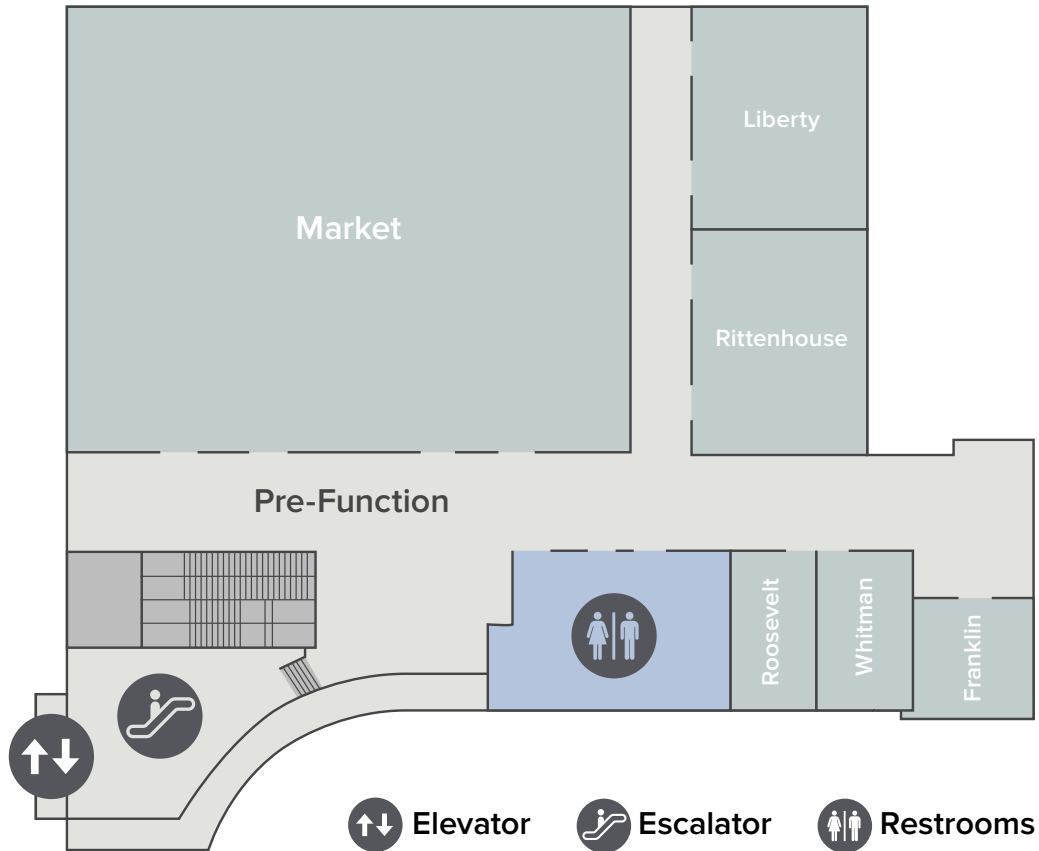 Liberty
Market
Rittenhouse
Pre-Function
Roosevelt
Whitman
Franklin
Elevator
Escalator
Restrooms